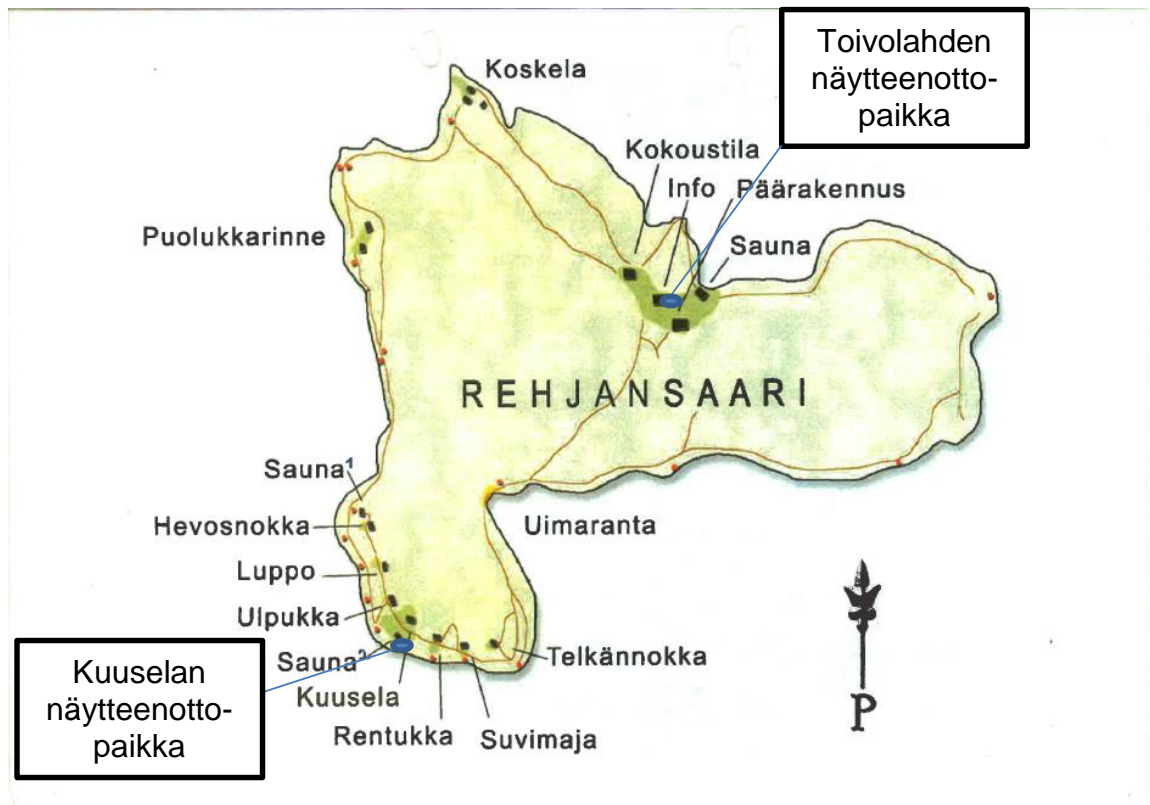 Toivolahden
näytteenotto-
paikka
Koskela
Kokoustila
Info
Päärakennus
Puolukkarinne
Sauna
REHJANSAARI
Sauna¹
Hevosnokka
Uimaranta
Luppo
Ulpukka
Sauna²
Telkännokka
Kuusela
Rentukka
Suvimaja
Kuuselan
näytteenotto-
paikka
P